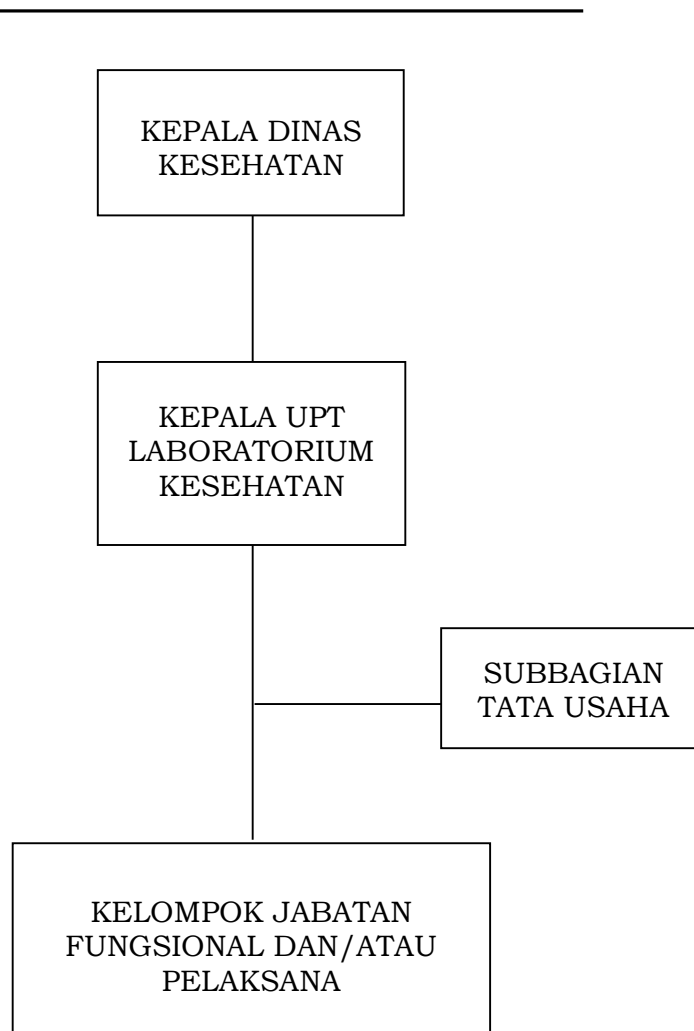 KEPALA DINAS
KESEHATAN
KEPALA UPT
LABORATORIUM
KESEHATAN
SUBBAGIAN
TATA USAHA
KELOMPOK JABATAN
FUNGSIONAL DAN/ATAU
PELAKSANA